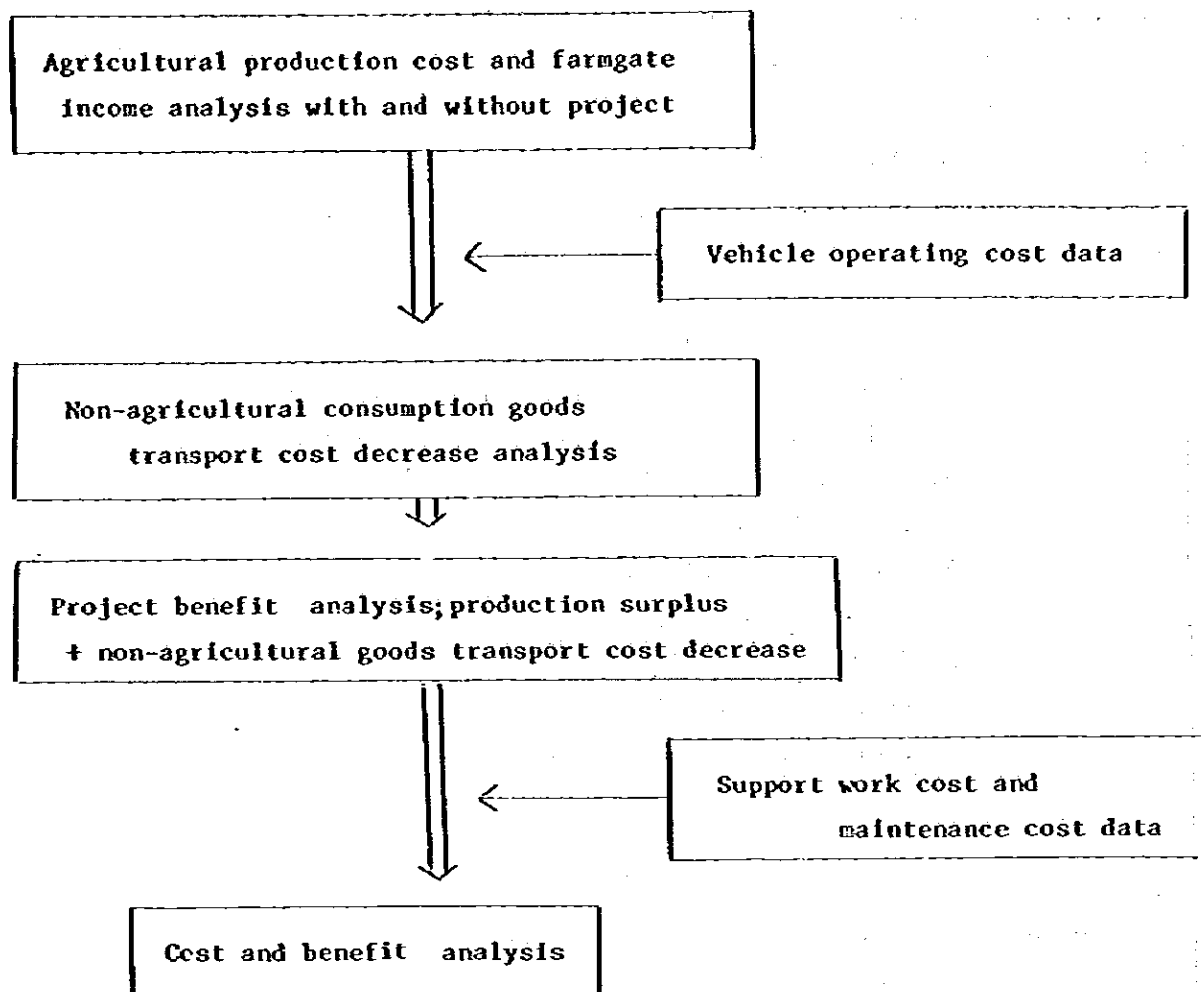 Agricultural production cost and farmgate
income analysis with and without project
Vehicle operating cost data
Non-agricultural consumption goods
transport cost decrease analysis
Project benefit analysis; production surplus
+ non-agricultural goods transport cost decrease
Support work cost and
maintenance cost data
Cost and benefit analysis